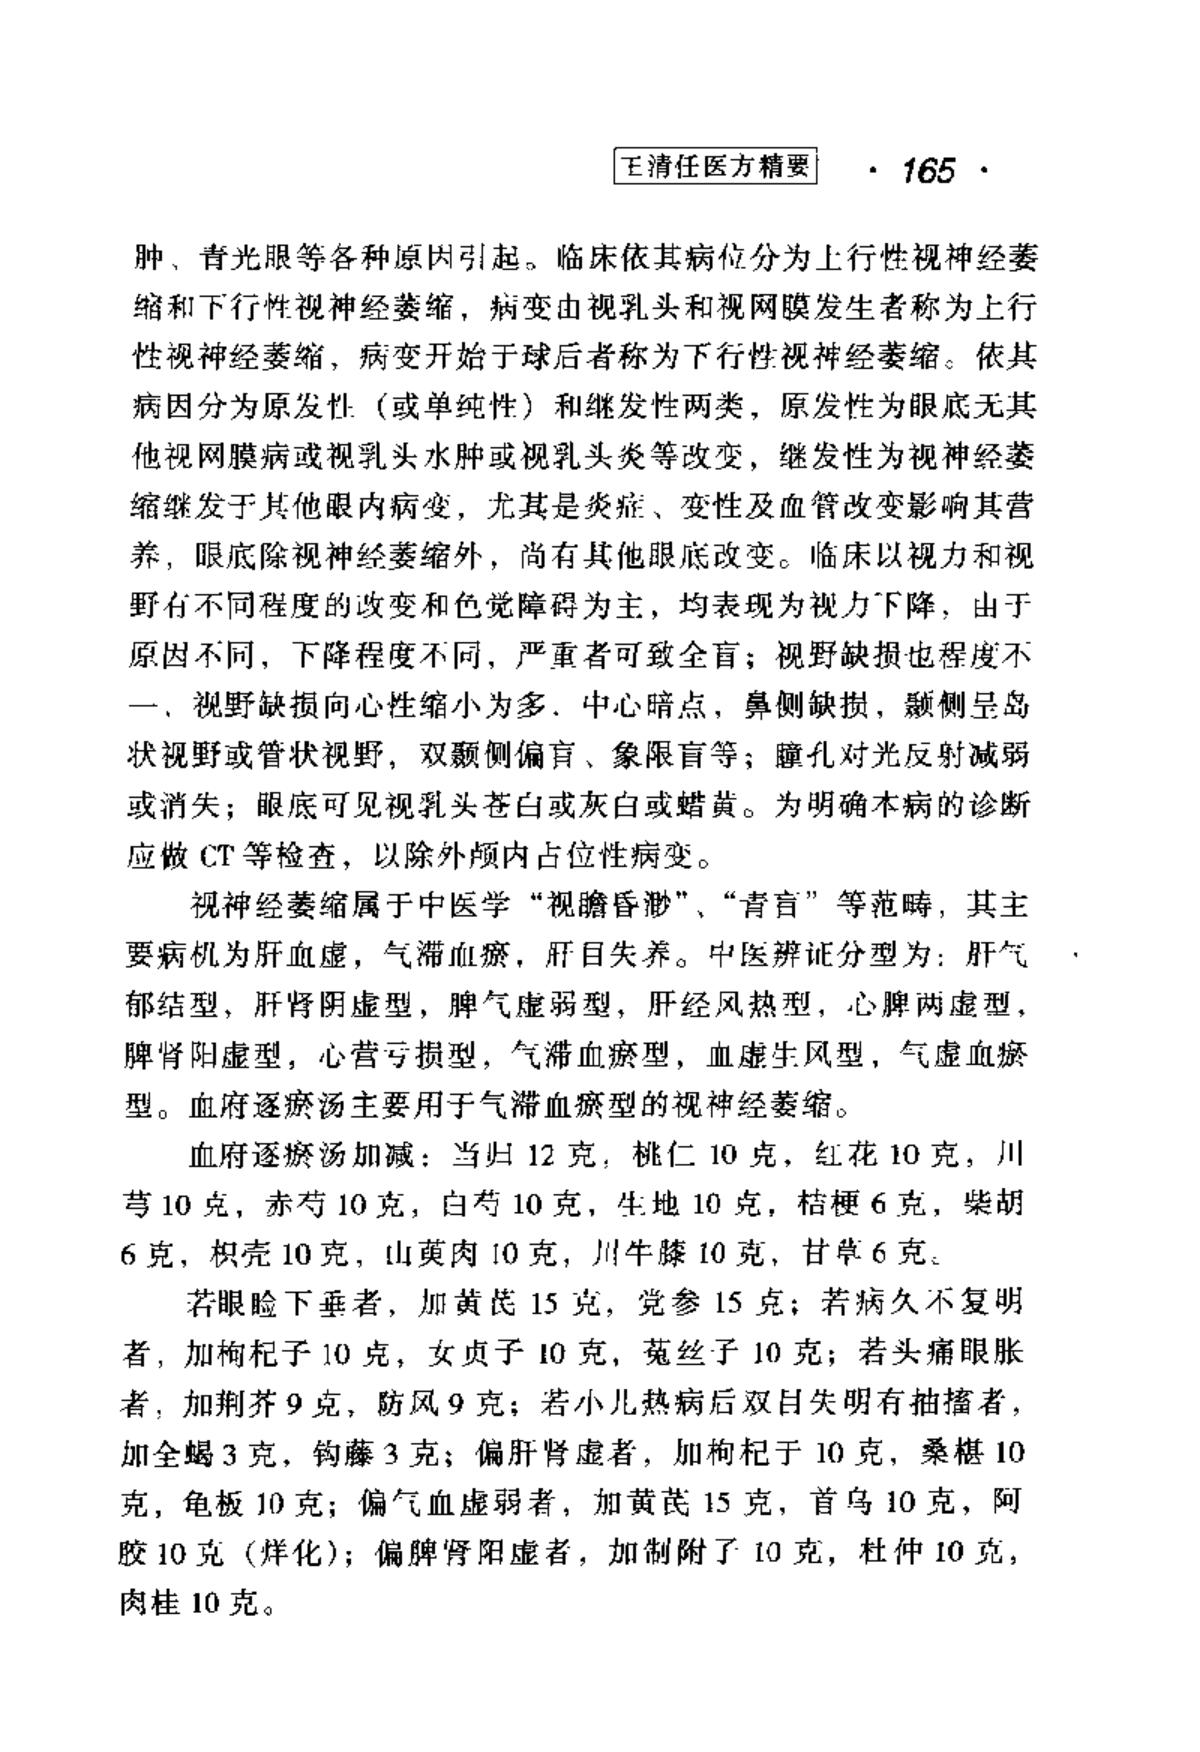 王清任医方精要 · 165 ·
肿、青光眼等各种原因引起。临床依其病位分为上行性视神经萎
缩和下行性视神经萎缩，病变由视乳头和视网膜发生者称为上行
性视神经萎缩，病变开始于球后者称为下行性视神经萎缩。依其
病因分为原发性（或单纯性）和继发性两类，原发性为眼底无其
他视网膜病或视乳头水肿或视乳头炎等改变，继发性为视神经萎
缩继发于其他眼内病变，尤其是炎症、变性及血管改变影响其营
养，眼底除视神经萎缩外，尚有其他眼底改变。临床以视力和视
野有不同程度的改变和色觉障碍为主，均表现为视力下降，由于
原因不同，下降程度不同，严重者可致全盲；视野缺损也程度不
一，视野缺损向心性缩小为多，中心暗点，鼻侧缺损，颞侧呈岛
状视野或管状视野，双颞侧偏盲、象限盲等；瞳孔对光反射减弱
或消失；眼底可见视乳头苍白或灰白或蜡黄。为明确本病的诊断
应做 CT 等检查，以除外颅内占位性病变。
视神经萎缩属于中医学“视瞻昏渺”、“青盲”等范畴，其主
要病机为肝血虚，气滞血瘀，肝目失养。中医辨证分型为：肝气
郁结型，肝肾阴虚型，脾气虚弱型，肝经风热型，心脾两虚型，
脾肾阳虚型，心营亏损型，气滞血瘀型，血虚生风型，气虚血瘀
型。血府逐瘀汤主要用于气滞血瘀型的视神经萎缩。
血府逐瘀汤加减：当归 12 克，桃仁 10 克，红花 10 克，川
芎 10 克，赤芍 10 克，白芍 10 克，生地 10 克，桔梗 6 克，柴胡
6 克，枳壳 10 克，山萸肉 10 克，川牛膝 10 克，甘草 6 克。
若眼睑下垂者，加黄芪 15 克，党参 15 克；若病久不复明
者，加枸杞子 10 克，女贞子 10 克，菟丝子 10 克；若头痛眼胀
者，加荆芥 9 克，防风 9 克；若小儿热病后双目失明有抽搐者，
加全蝎 3 克，钩藤 3 克；偏肝肾虚者，加枸杞于 10 克，桑椹 10
克，龟板 10 克；偏气血虚弱者，加黄芪 15 克，首乌 10 克，阿
胶 10 克（烊化）；偏脾肾阳虚者，加制附子 10 克，杜仲 10 克，
肉桂 10 克。